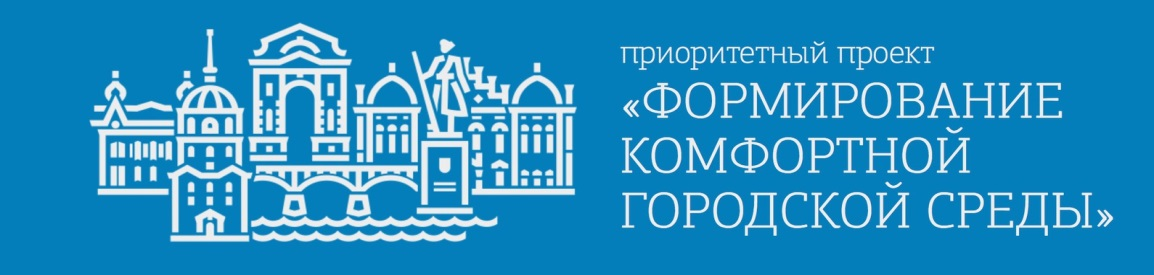 приоритетный проект
«ФОРМИРОВАНИЕ
КОМФОРТНОЙ
ГОРОДСКОЙ СРЕДЫ»